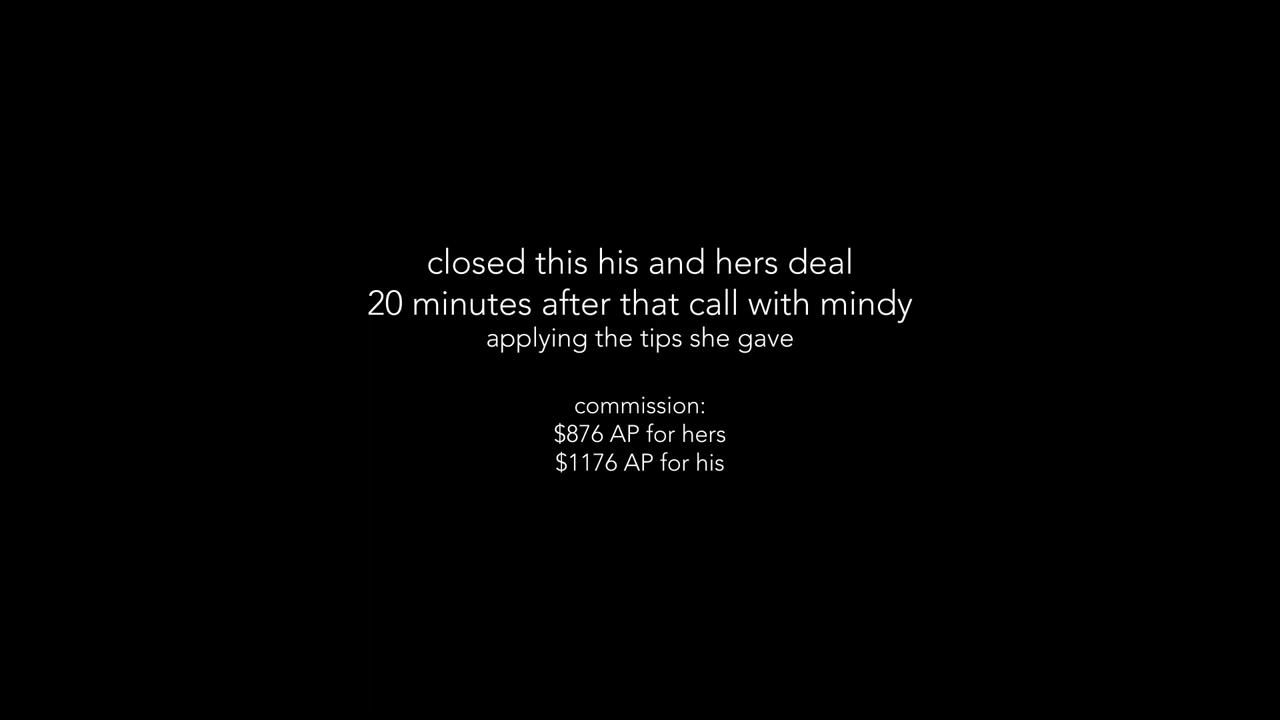 closed this his and hers deal
20 minutes after that call with mindy
applying the tips she gave
commission:
$876 AP for hers
$1176 AP for his